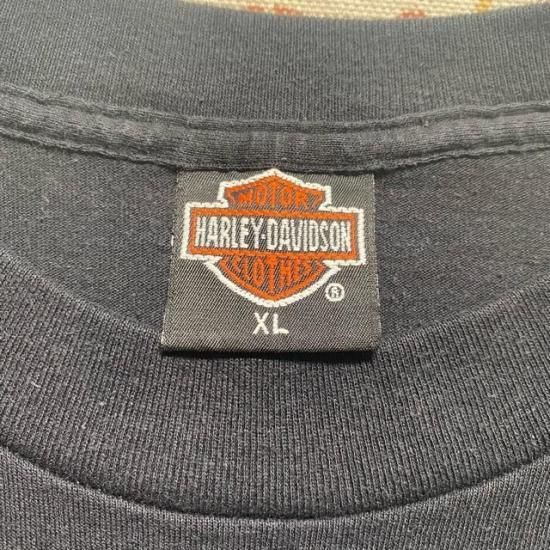 MOTOR
HARLEY-DAVIDSON
CLOTHES
®
XL